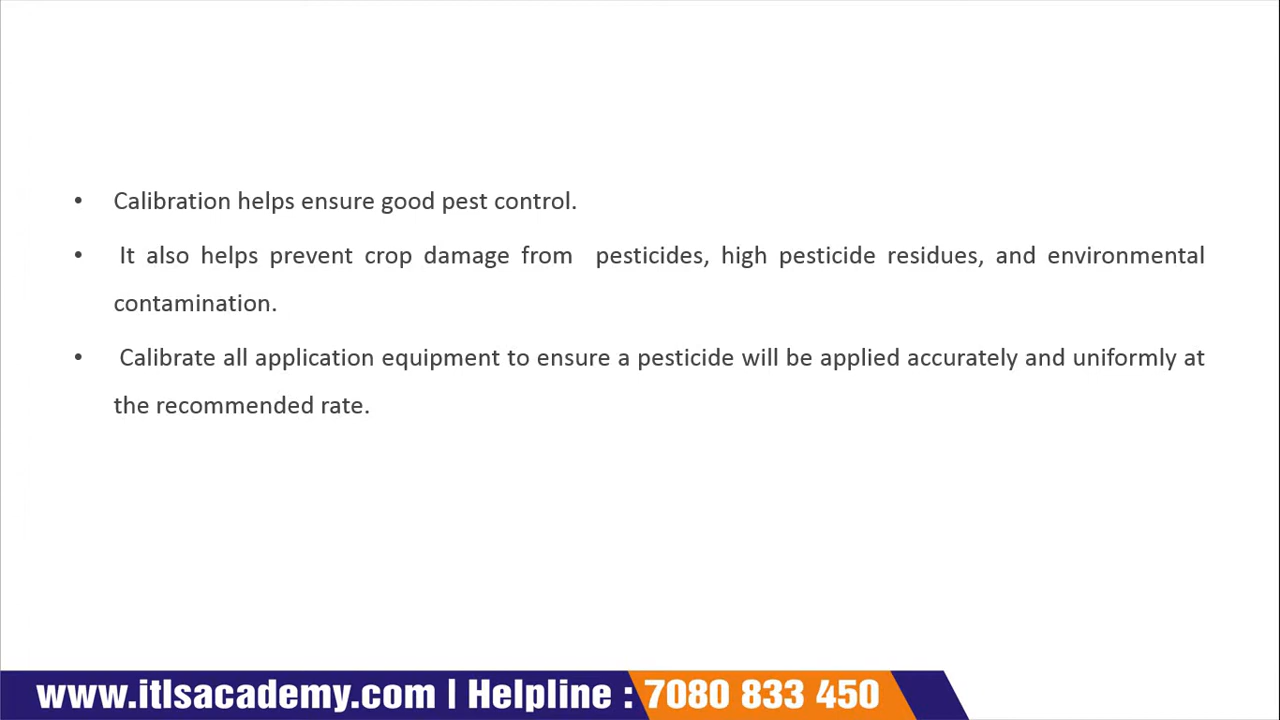 • Calibration helps ensure good pest control.
• It also helps prevent crop damage from pesticides, high pesticide residues, and environmental
contamination.
• Calibrate all application equipment to ensure a pesticide will be applied accurately and uniformly at
the recommended rate.
www.itlsacademy.com | Helpline : 7080 833 450